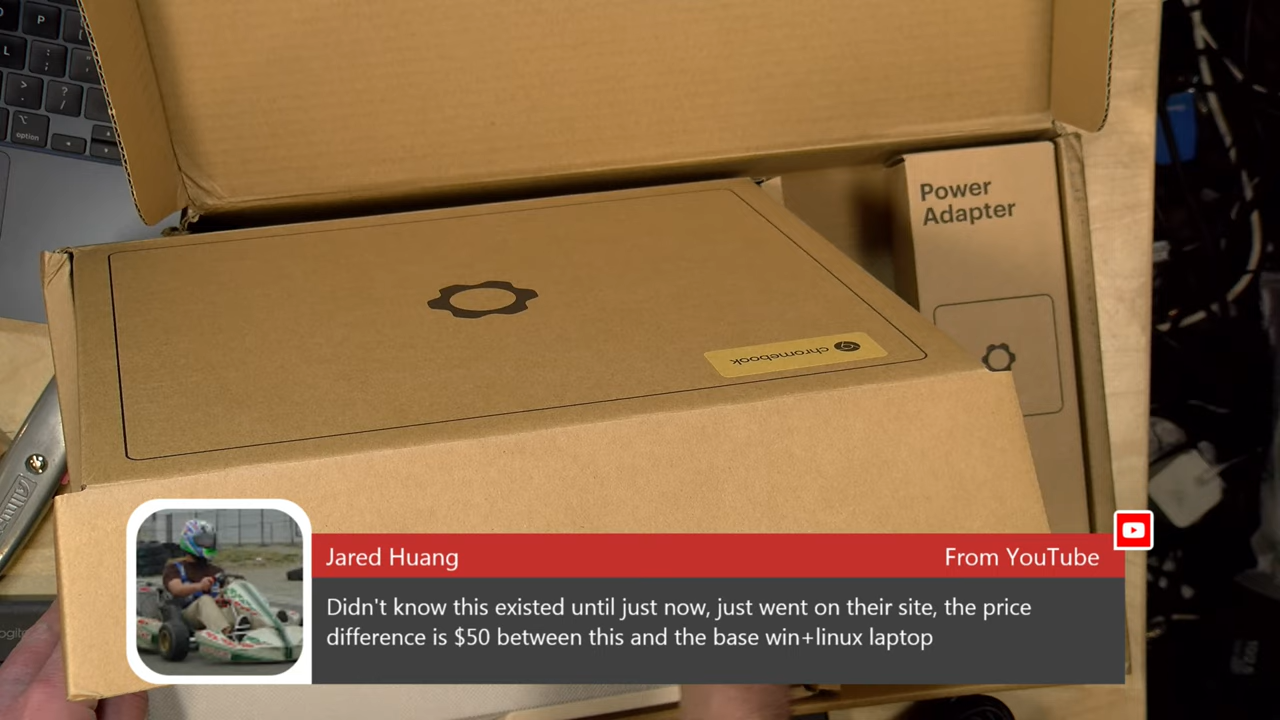 P
L
:
;
>
.
?
/
option
Power
Adapter
chromebook
Jared Huang
From YouTube
Didn't know this existed until just now, just went on their site, the price
difference is $50 between this and the base win+linux laptop